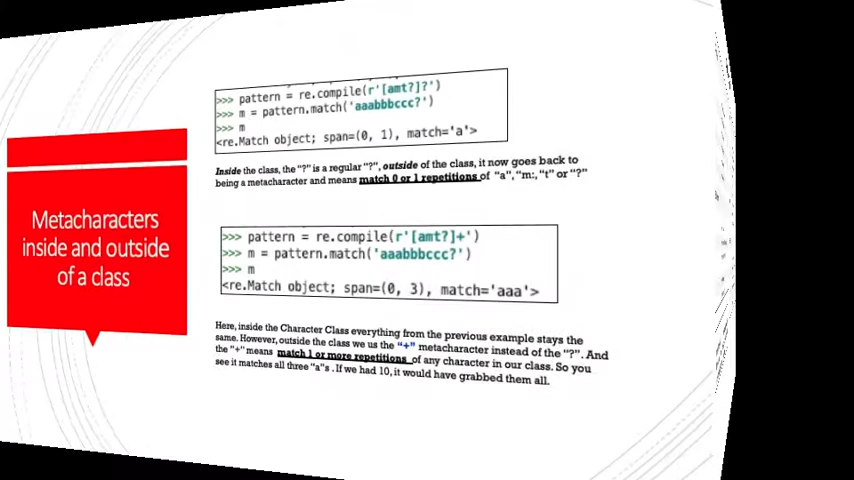 Metacharacters
inside and outside
of a class
>>> pattern = re.compile(r'[amt?]?')
>>> m = pattern.match('aaabbbccc?')
>>> m
<re.Match object; span=(0, 1), match='a'>
Inside the class, the "?" is a regular "?", outside of the class, it now goes back to
being a metacharacter and means match 0 or 1 repetitions of "a", "m:, "t" or "?"
>>> pattern = re.compile(r'[amt?]+')
>>> m = pattern.match('aaabbbccc?')
>>> m
<re.Match object; span=(0, 3), match='aaa'>
Here, inside the Character Class everything from the previous example stays the
same. However, outside the class we us the "+" metacharacter instead of the "?". And
the "+" means match 1 or more repetitions of any character in our class. So you
see it matches all three "a"s . If we had 10, it would have grabbed them all.